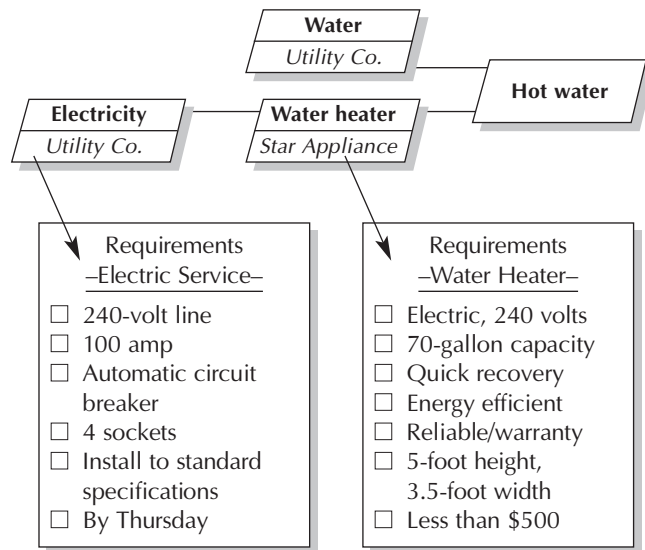 Water
Utility Co.
Hot water
Electricity
Utility Co.
Water heater
Star Appliance
Requirements
–Electric Service–
☐ 240-volt line
☐ 100 amp
☐ Automatic circuit
breaker
☐ 4 sockets
☐ Install to standard
specifications
☐ By Thursday
Requirements
–Water Heater–
☐ Electric, 240 volts
☐ 70-gallon capacity
☐ Quick recovery
☐ Energy efficient
☐ Reliable/warranty
☐ 5-foot height,
3.5-foot width
☐ Less than $500